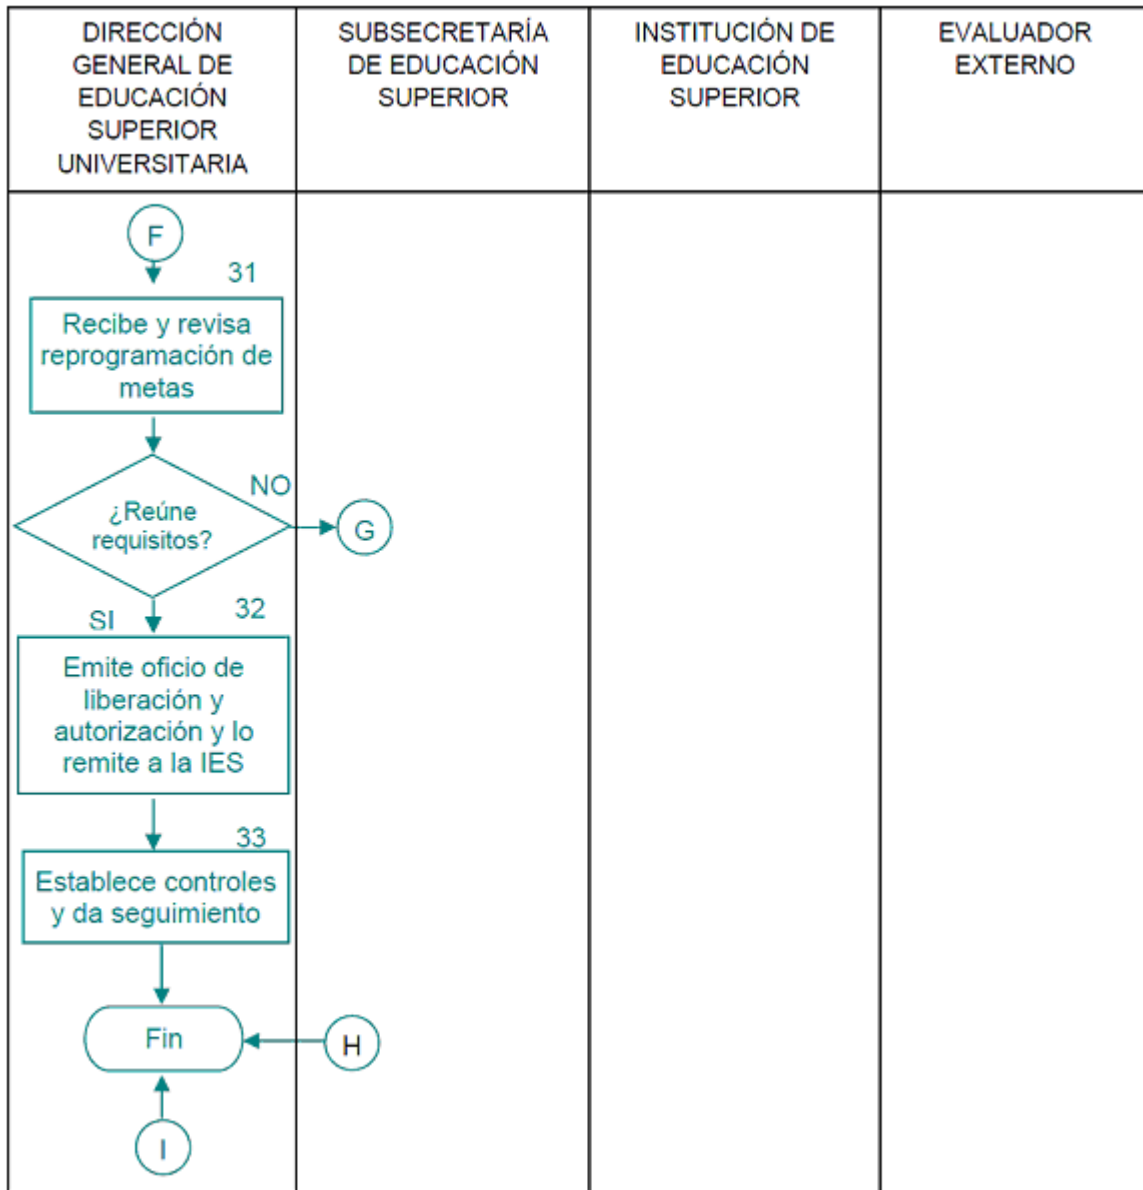 DIRECCIÓN
GENERAL DE
EDUCACIÓN
SUPERIOR
UNIVERSITARIA
SUBSECRETARÍA
DE EDUCACIÓN
SUPERIOR
INSTITUCIÓN DE
EDUCACIÓN
SUPERIOR
EVALUADOR
EXTERNO
F
31
Recibe y revisa
reprogramación de
metas
NO
¿Reúne
requisitos?
G
SI
32
Emite oficio de
liberación y
autorización y lo
remite a la IES
33
Establece controles
y da seguimiento
Fin
H
I